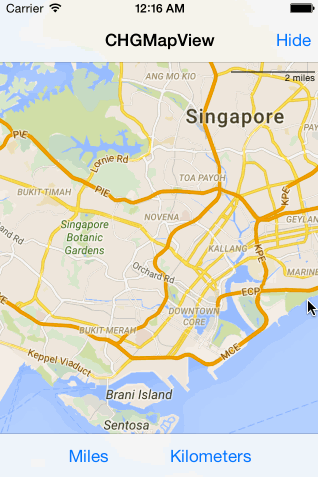 Carrier 12:16 AM
CHGMapView Hide
ANG MO KIO
2 miles
Singapore
PIE
Lornie Rd
TOA PAYOH
BUKIT TIMAH
PIE
KPE
NOVENA
GEYLAN
Singapore
Botanic
Gardens
KALLANG
KPE
Orchard Rd
MARINE
ECP
DOWNTOWN
CORE
BUKIT MERAH
MCE
Keppel Viaduct
Brani Island
Sentosa
Miles Kilometers